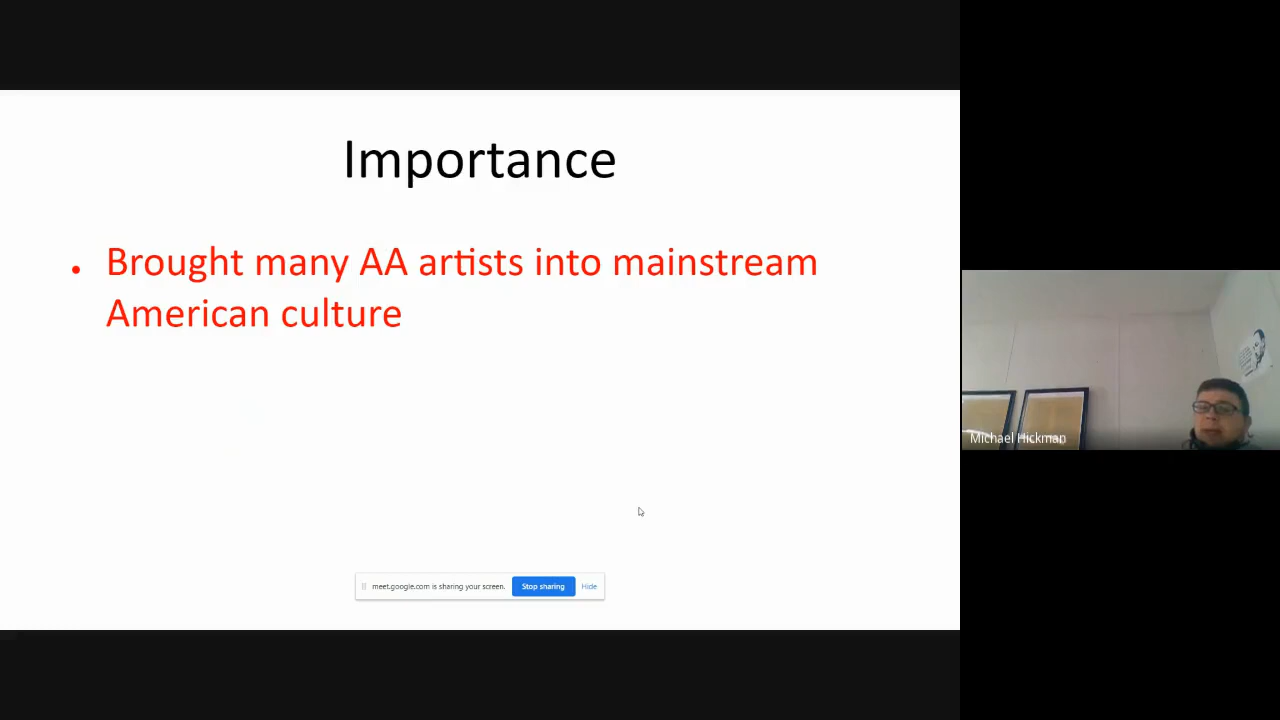 Importance
• Brought many AA artists into mainstream
American culture
Michael Hickman
meet.google.com is sharing your screen. Stop sharing Hide